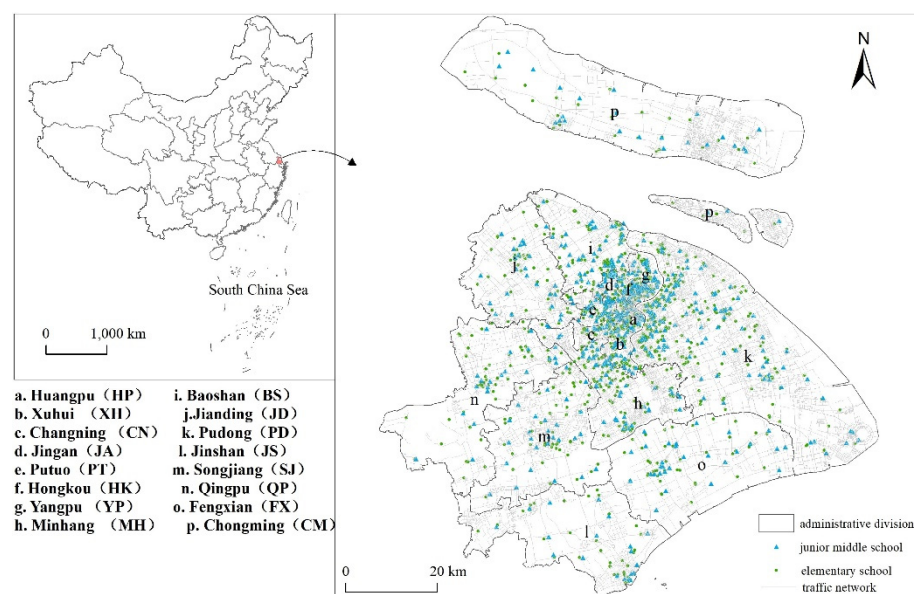 South China Sea
0 1,000 km
a. Huangpu（HP） i. Baoshan（BS）
b. Xuhui （XH） j.Jianding（JD）
c. Changning （CN） k. Pudong（PD）
d. Jingan（JA） l. Jinshan（JS）
e. Putuo（PT） m. Songjiang（SJ）
f. Hongkou（HK） n. Qingpu（QP）
g. Yangpu（YP） o. Fengxian（FX）
h. Minhang （MH） p. Chongming（CM）
N
p
p
i
j
g
d
f
e
a
c
b
k
n
h
m
o
l
0 20 km
administrative division
junior middle school
elementary school
traffic network